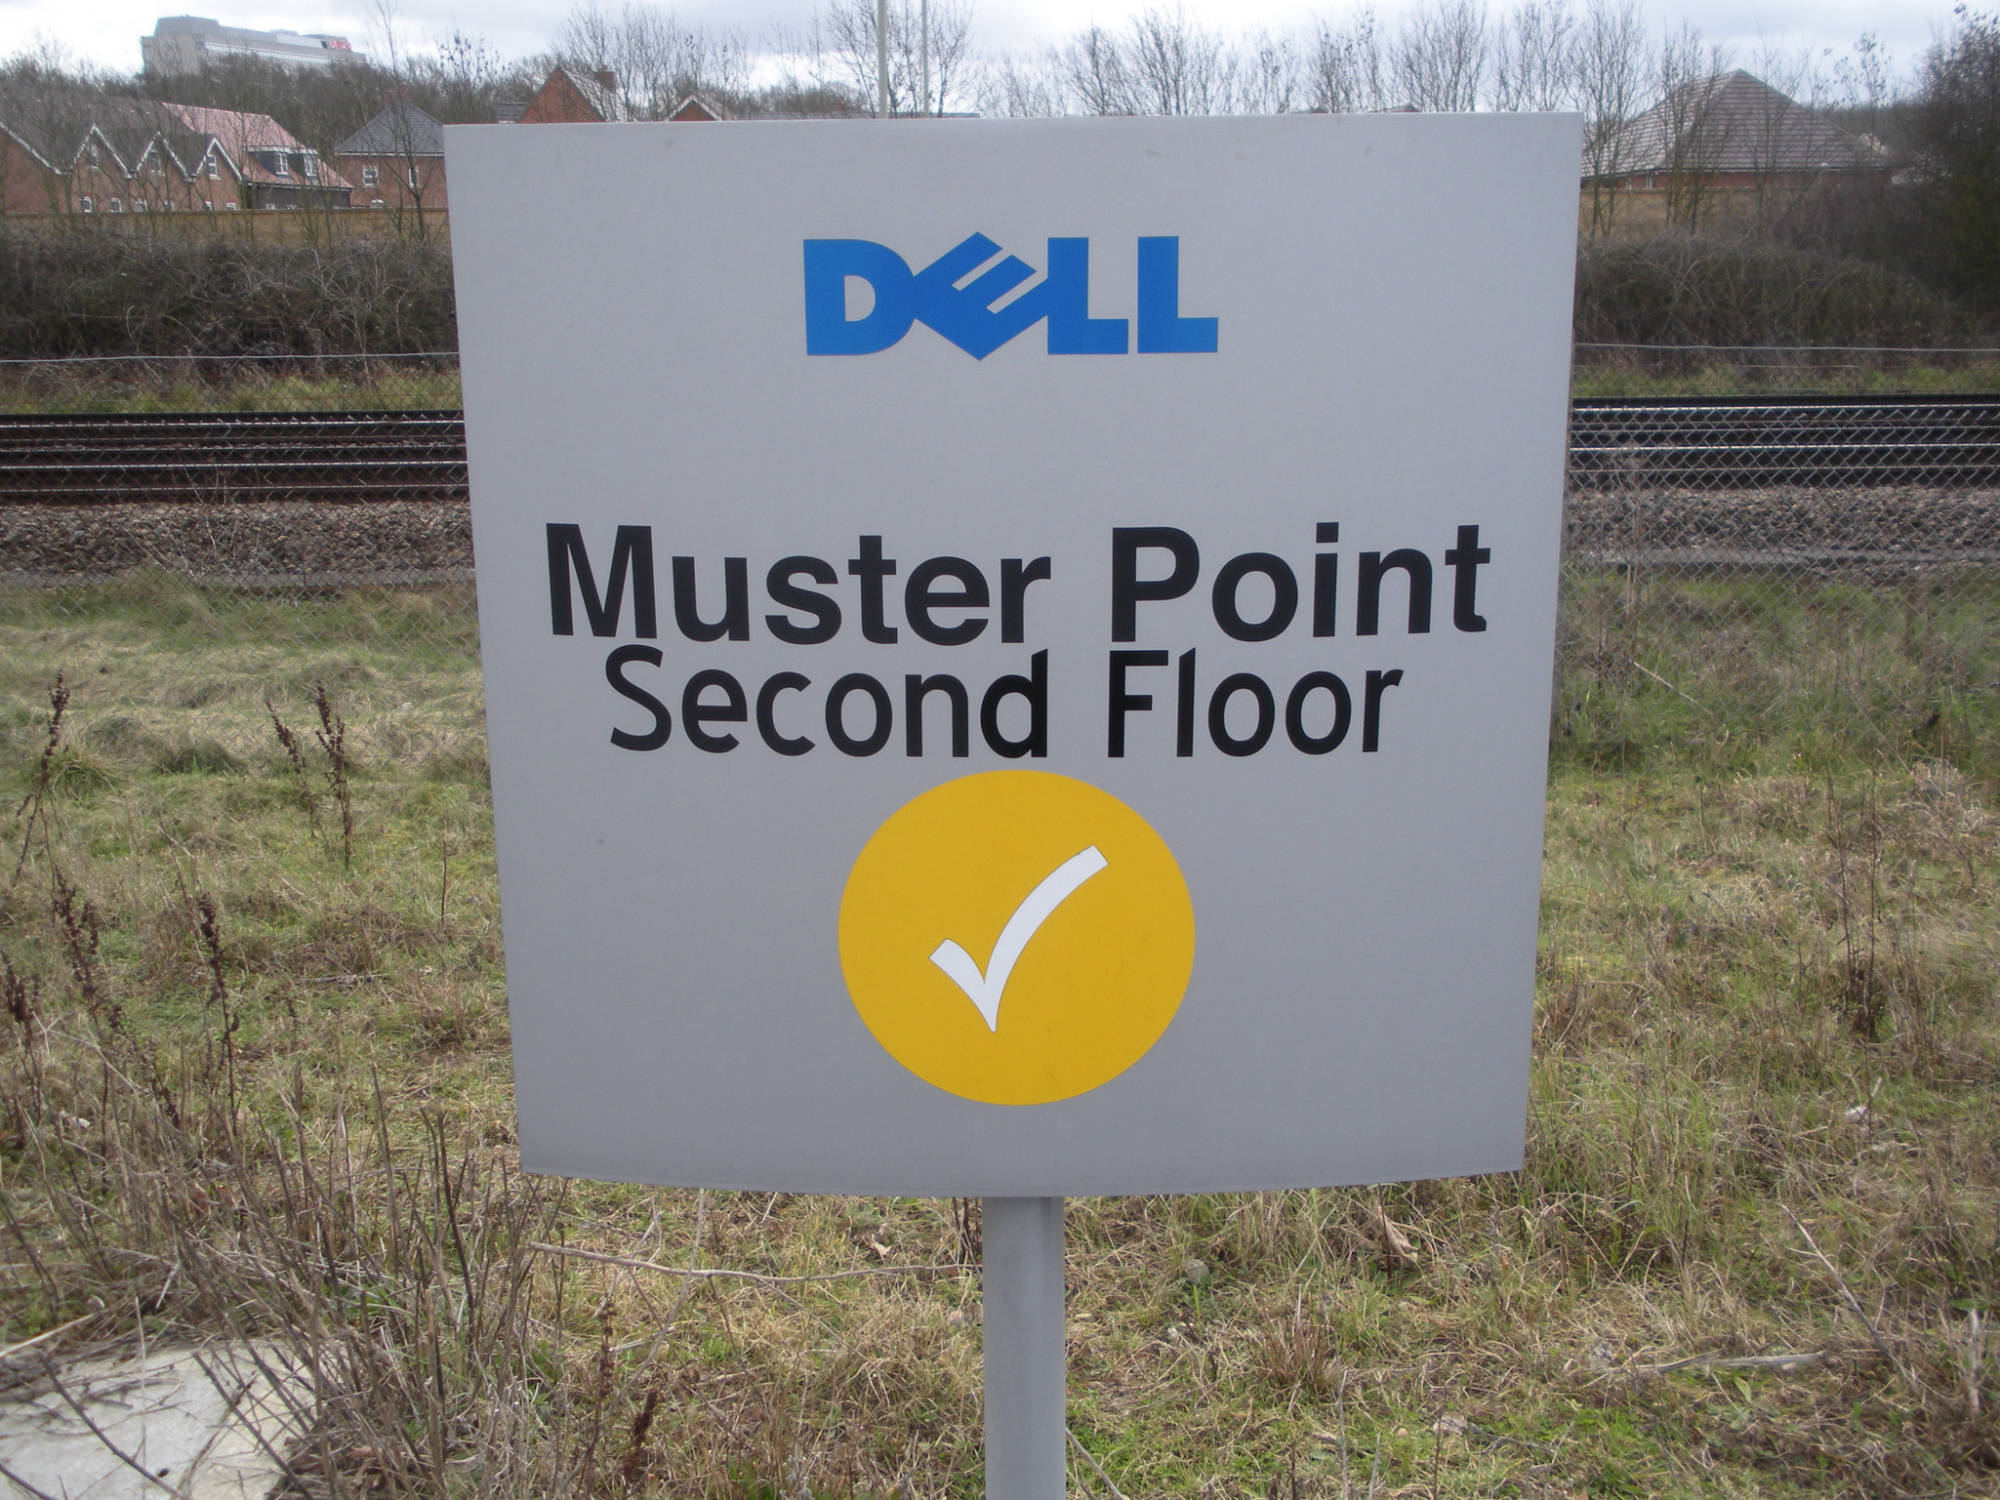 DELL
Muster Point
Second Floor